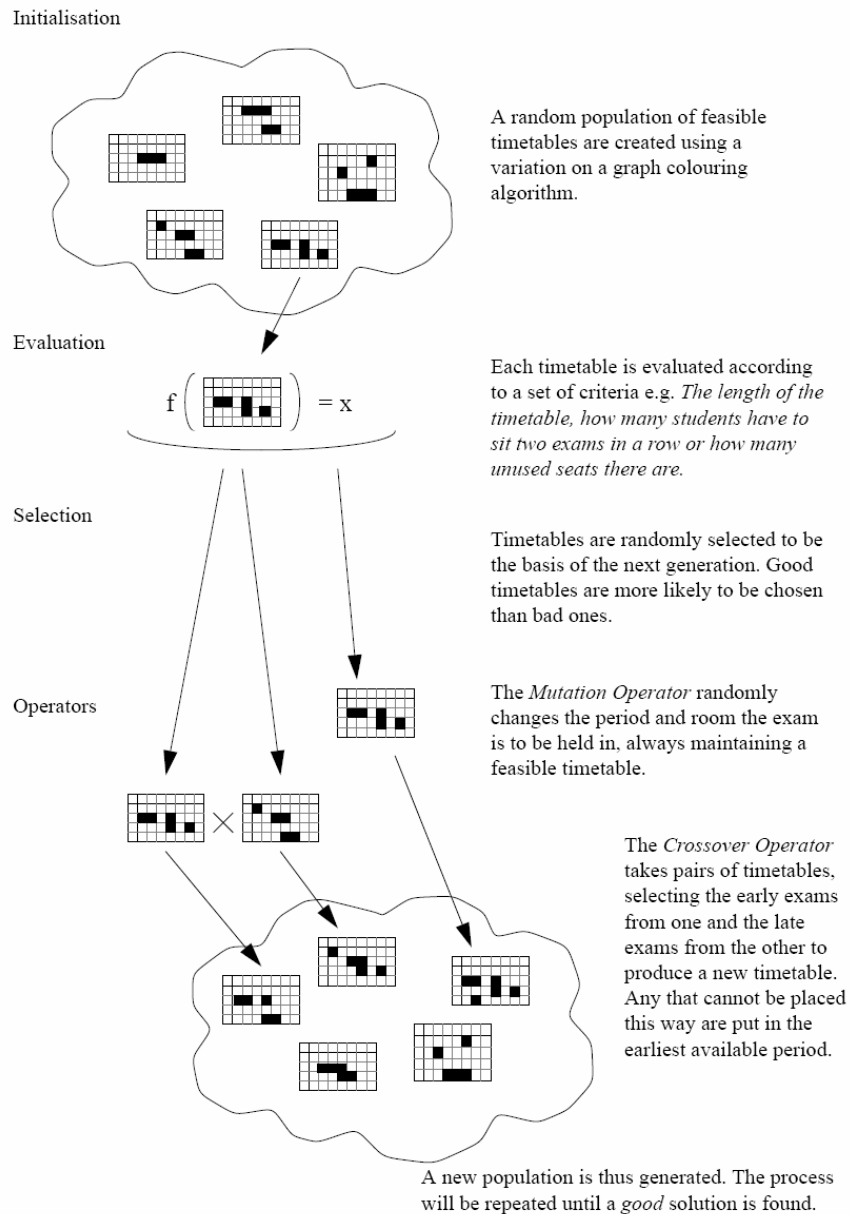 Initialisation
A random population of feasible
timetables are created using a
variation on a graph colouring
algorithm.
Evaluation
f ( ) = x
Each timetable is evaluated according
to a set of criteria e.g. The length of the
timetable, how many students have to
sit two exams in a row or how many
unused seats there are.
Selection
Timetables are randomly selected to be
the basis of the next generation. Good
timetables are more likely to be chosen
than bad ones.
Operators
The Mutation Operator randomly
changes the period and room the exam
is to be held in, always maintaining a
feasible timetable.
×
The Crossover Operator
takes pairs of timetables,
selecting the early exams
from one and the late
exams from the other to
produce a new timetable.
Any that cannot be placed
this way are put in the
earliest available period.
A new population is thus generated. The process
will be repeated until a good solution is found.